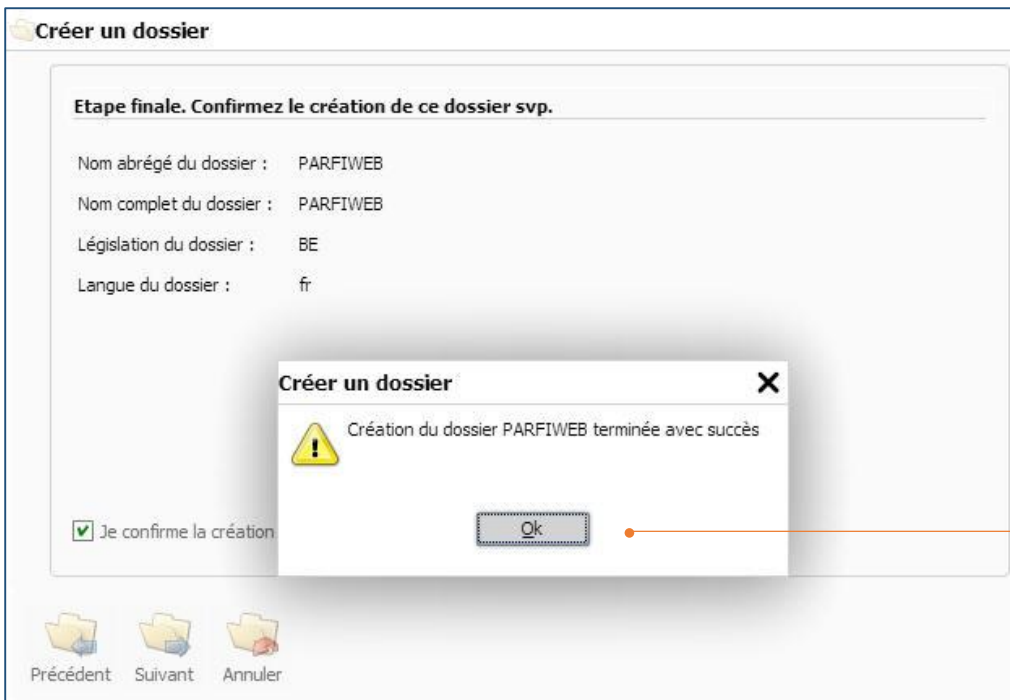 Créer un dossier
Etape finale. Confirmez le création de ce dossier svp.
Nom abrégé du dossier : PARFIWEB
Nom complet du dossier : PARFIWEB
Législation du dossier : BE
Langue du dossier : fr
Créer un dossier
Création du dossier PARFIWEB terminée avec succès
Ok
Je confirme la création
Précédent Suivant Annuler